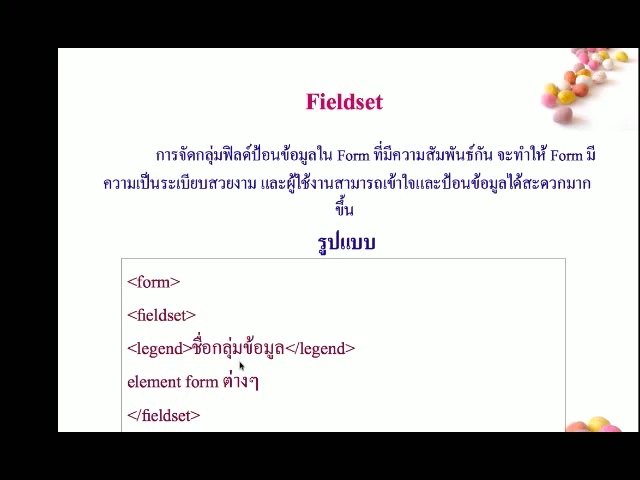 Fieldset
การจัดกลุ่มฟิลด์ป้อนข้อมูลใน Form ที่มีความสัมพันธ์กัน จะทำให้ Form มี
ความเป็นระเบียบสวยงาม และผู้ใช้งานสามารถเข้าใจและป้อนข้อมูลได้สะดวกมาก
ขึ้น
รูปแบบ
<form>
<fieldset>
<legend>ชื่อกลุ่มข้อมูล</legend>
element form ต่างๆ
</fieldset>